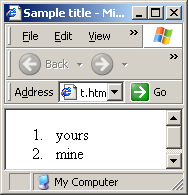 Sample title - Mi...
File Edit View »
Back »
Address t.htm Go
1. yours
2. mine
My Computer